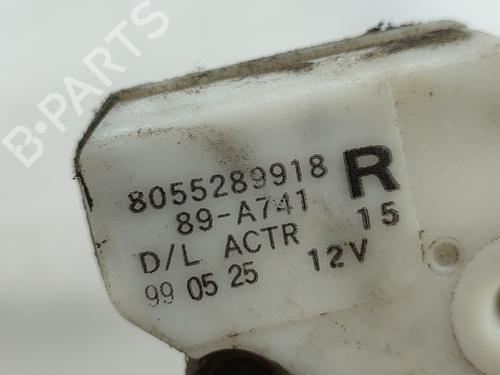 B-PARTS
8055289918 R
89-A741 15
D/L ACTR 12V
99 05 25